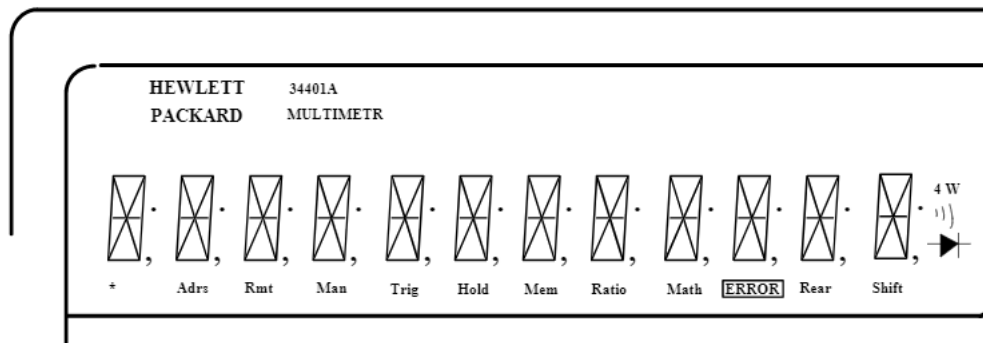 HEWLETT 34401A
PACKARD MULTIMETR
4 W
* Adrs Rmt Man Trig Hold Mem Ratio Math ERROR Rear Shift